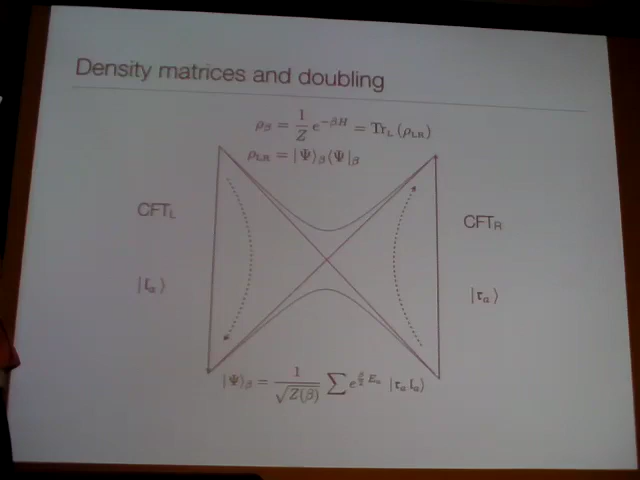 Density matrices and doubling
ρ_β = 1/Z e^{-βH} = Tr_L (ρ_LR)
ρ_LR = |Ψ⟩_β ⟨Ψ|_β
CFT_L
CFT_R
|l_a⟩
|r_a⟩
|Ψ⟩_β = 1/√Z(β) ∑ e^{β/2 E_a} |r_a l_a⟩